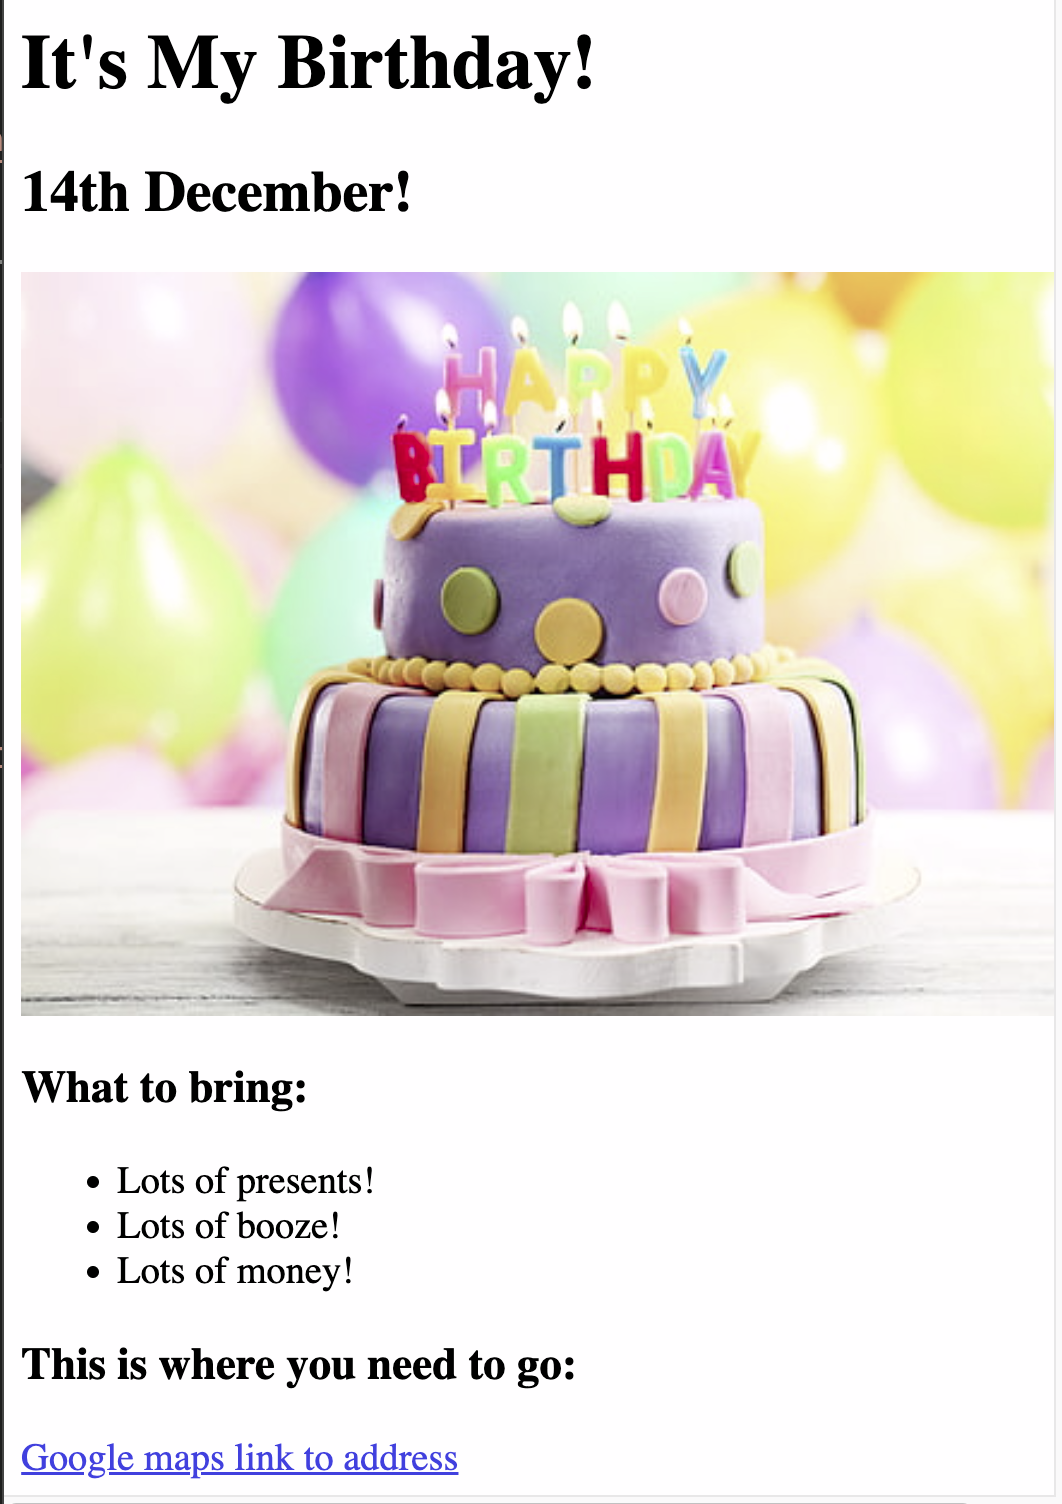 It's My Birthday!
14th December!
HAPPY
BIRTHDAY
What to bring:
Lots of presents!
Lots of booze!
Lots of money!
This is where you need to go:
Google maps link to address